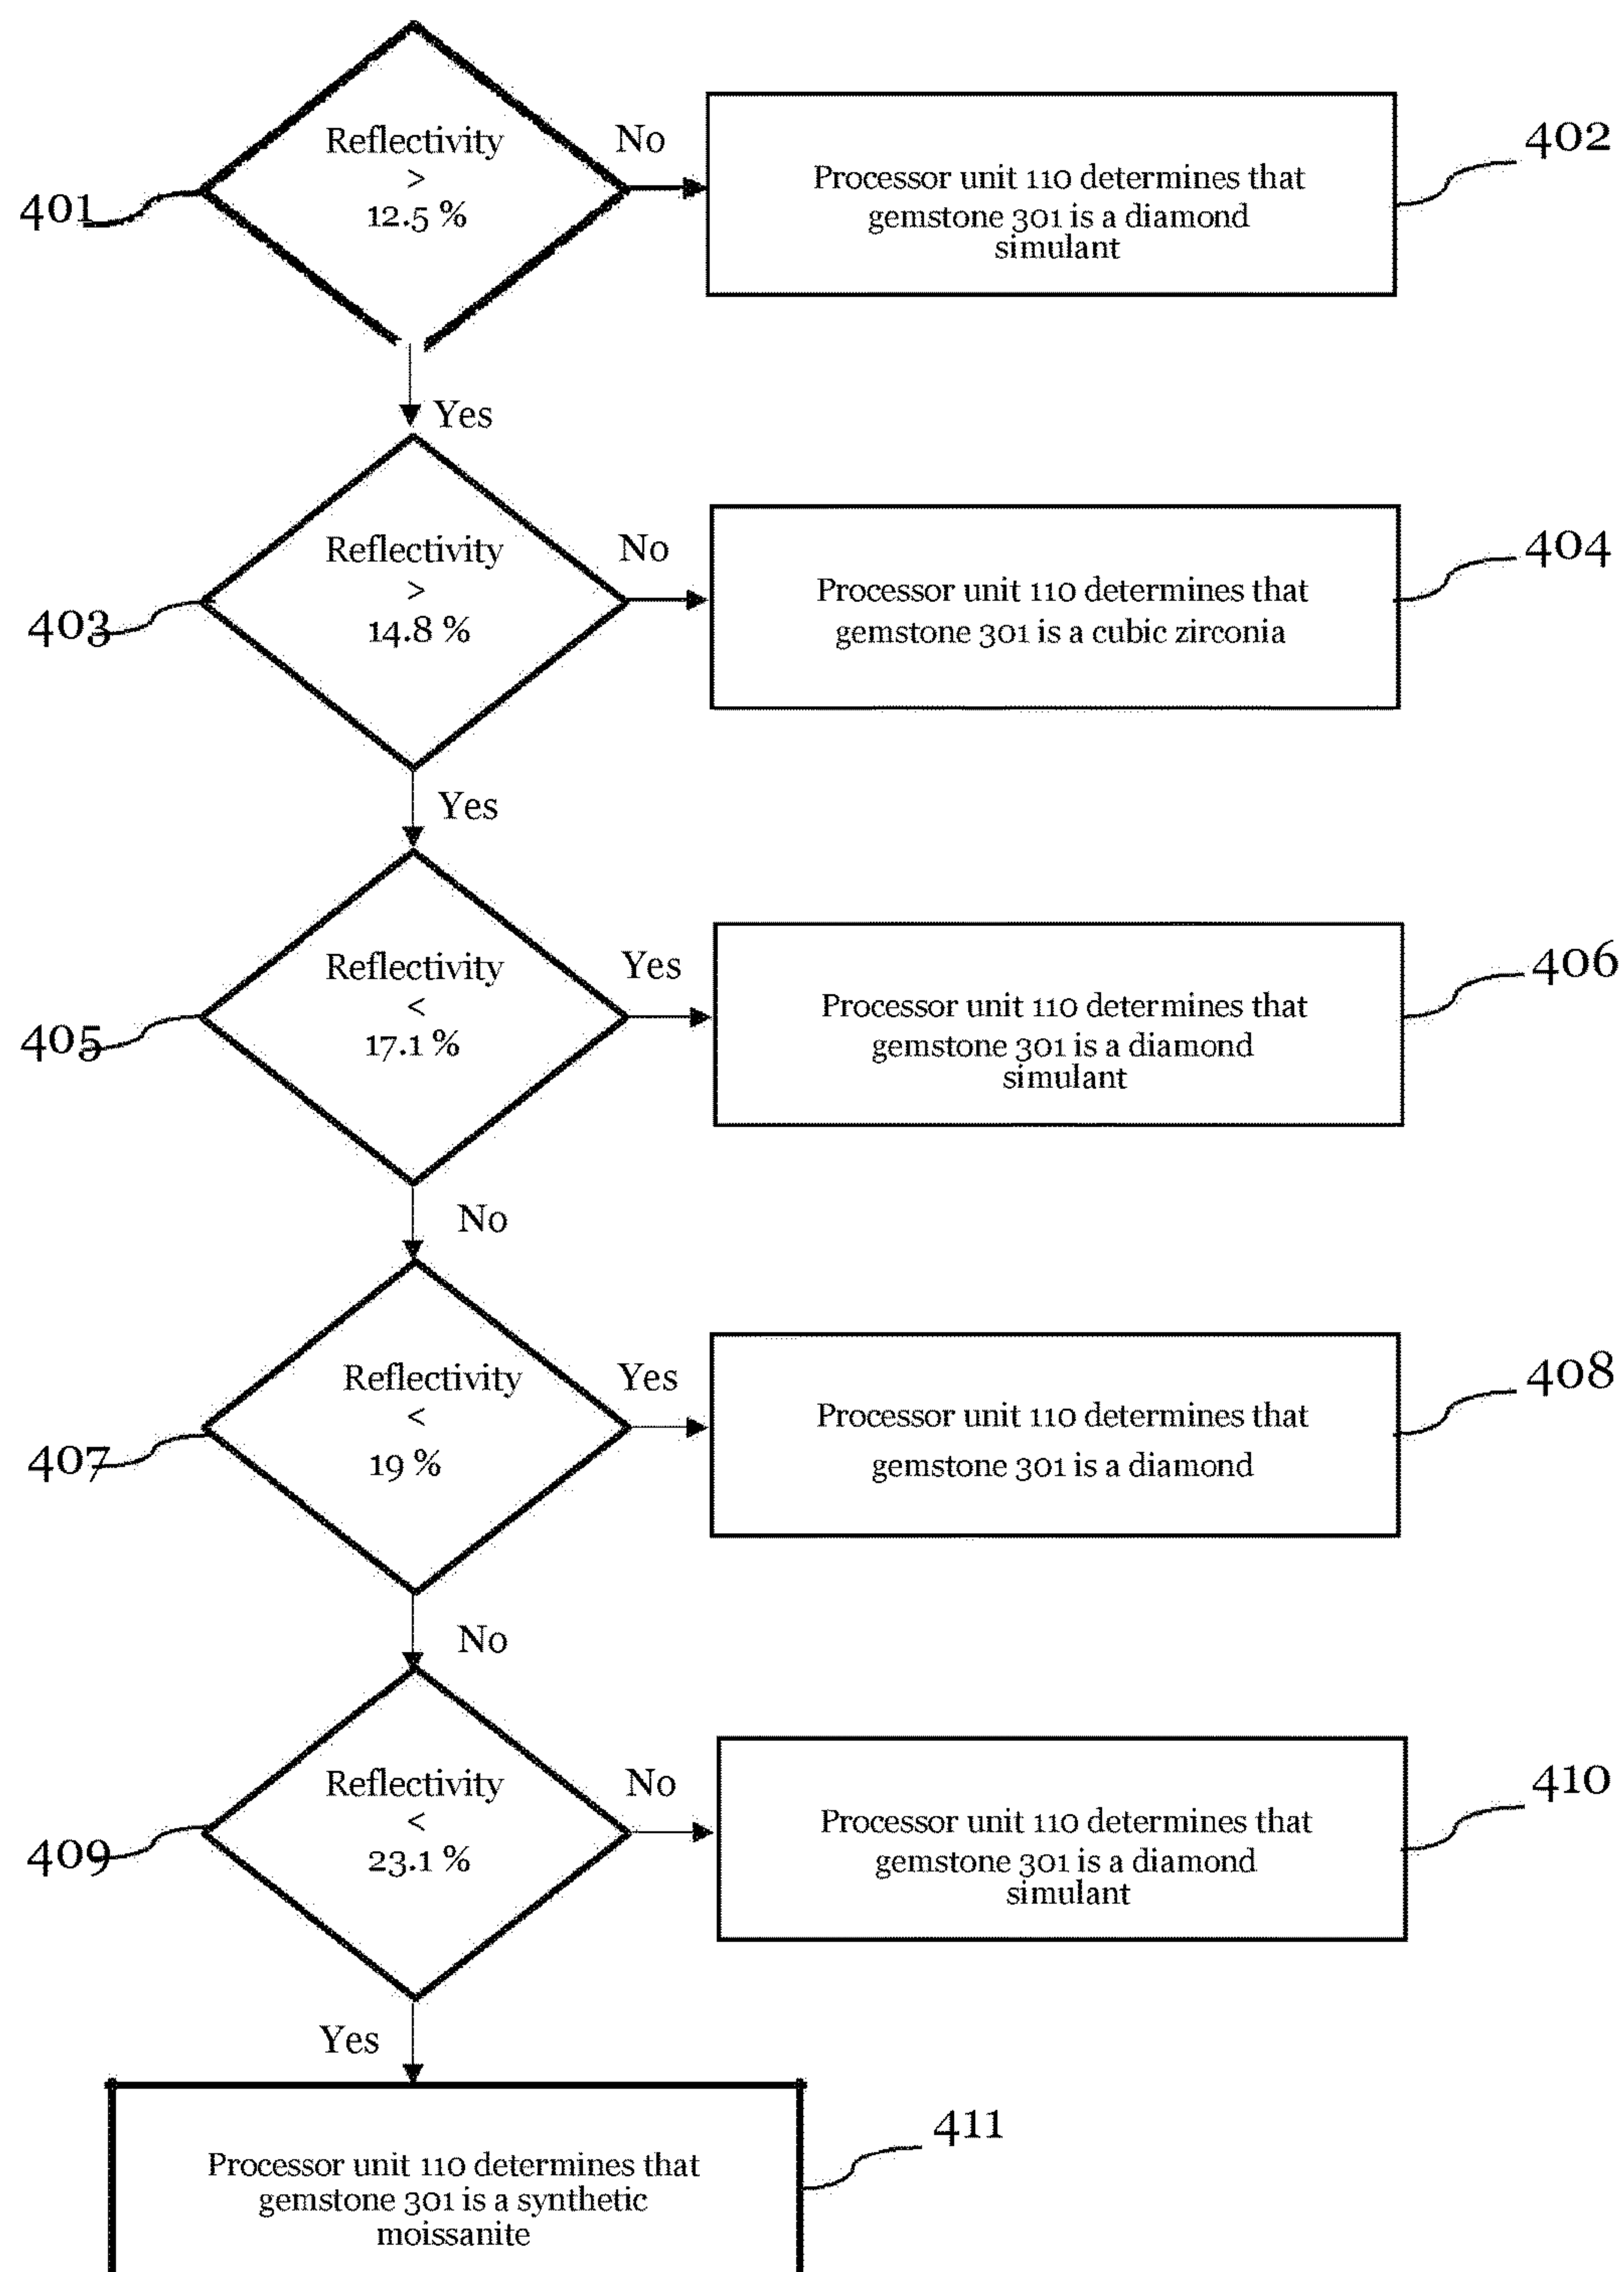 Reflectivity
>
12.5 %
No
401
Processor unit 110 determines that
gemstone 301 is a diamond
simulant
402
Yes
Reflectivity
>
14.8 %
No
403
Processor unit 110 determines that
gemstone 301 is a cubic zirconia
404
Yes
Reflectivity
<
17.1 %
Yes
405
Processor unit 110 determines that
gemstone 301 is a diamond
simulant
406
No
Reflectivity
<
19 %
Yes
407
Processor unit 110 determines that
gemstone 301 is a diamond
408
No
Reflectivity
<
23.1 %
No
409
Processor unit 110 determines that
gemstone 301 is a diamond
simulant
410
Yes
Processor unit 110 determines that
gemstone 301 is a synthetic
moissanite
411